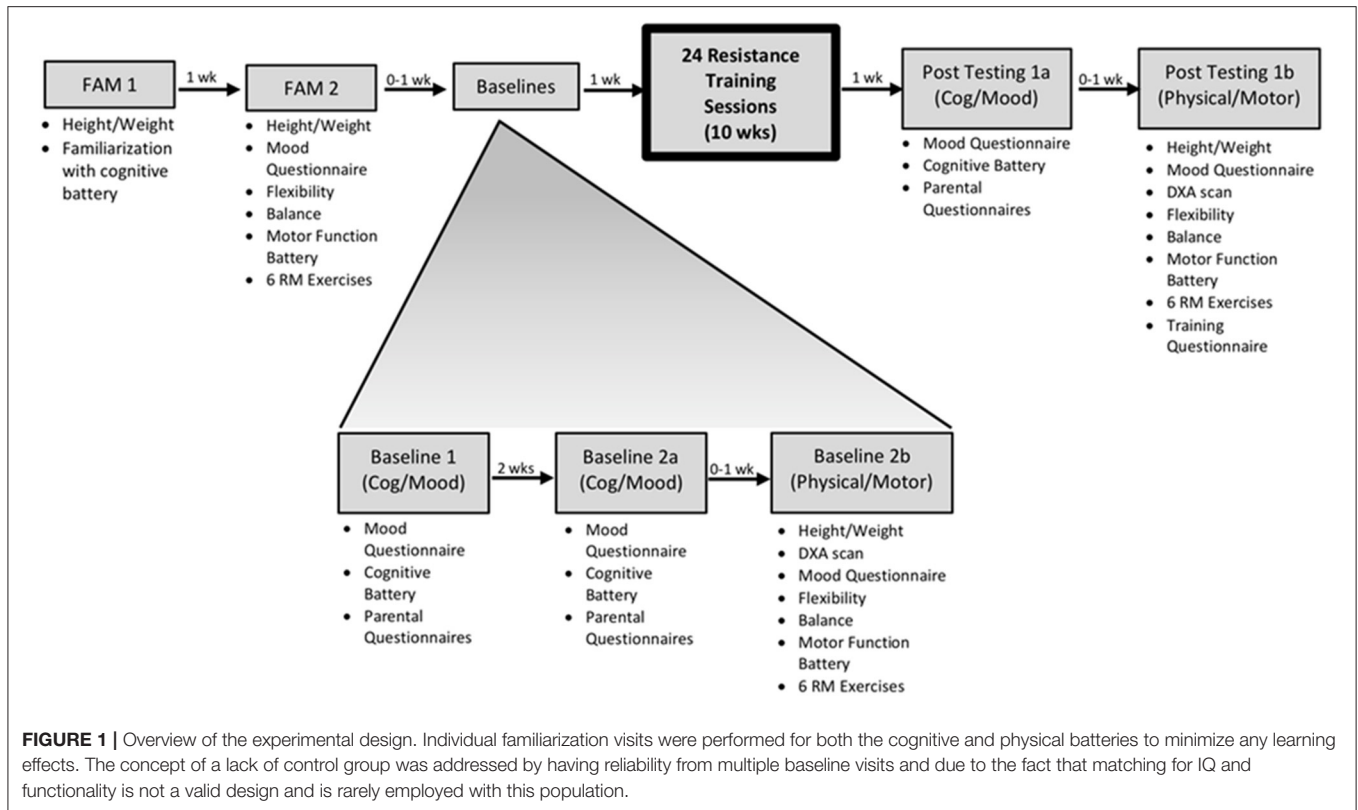 FAM 1
1 wk
FAM 2
0-1 wk
Baselines
1 wk
24 Resistance
Training
Sessions
(10 wks)
1 wk
Post Testing 1a
(Cog/Mood)
0-1 wk
Post Testing 1b
(Physical/Motor)
• Height/Weight
• Familiarization
with cognitive
battery
• Height/Weight
• Mood
Questionnaire
• Flexibility
• Balance
• Motor Function
Battery
• 6 RM Exercises
• Mood Questionnaire
• Cognitive Battery
• Parental
Questionnaires
• Height/Weight
• Mood Questionnaire
• DXA scan
• Flexibility
• Balance
• Motor Function
Battery
• 6 RM Exercises
• Training
Questionnaire
Baseline 1
(Cog/Mood)
2 wks
Baseline 2a
(Cog/Mood)
0-1 wk
Baseline 2b
(Physical/Motor)
• Mood
Questionnaire
• Cognitive
Battery
• Parental
Questionnaires
• Mood
Questionnaire
• Cognitive
Battery
• Parental
Questionnaires
• Height/Weight
• DXA scan
• Mood Questionnaire
• Flexibility
• Balance
• Motor Function
Battery
• 6 RM Exercises
FIGURE 1 | Overview of the experimental design. Individual familiarization visits were performed for both the cognitive and physical batteries to minimize any learning
effects. The concept of a lack of control group was addressed by having reliability from multiple baseline visits and due to the fact that matching for IQ and
functionality is not a valid design and is rarely employed with this population.